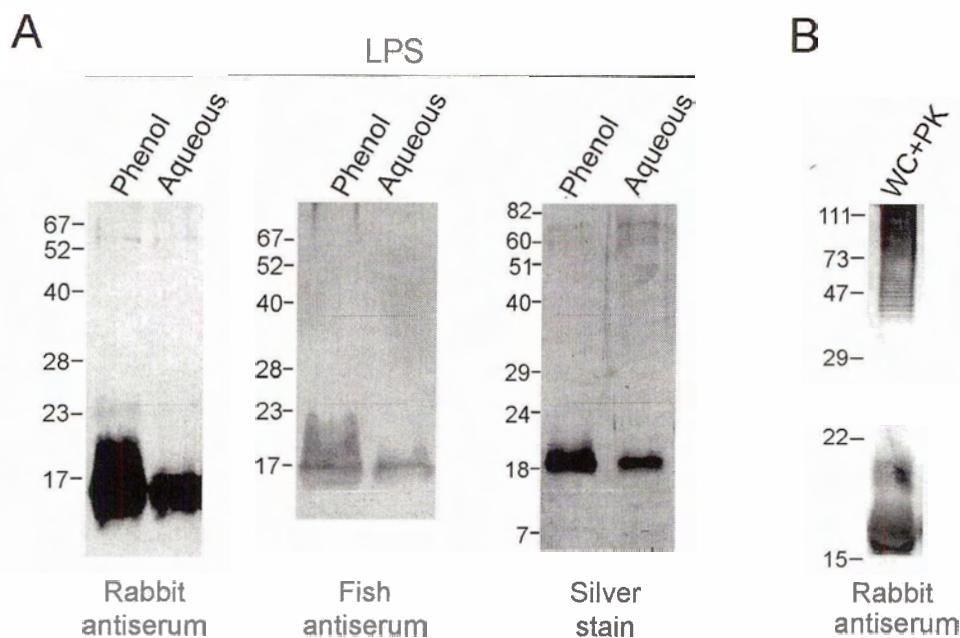 A
B
LPS
Phenol
Aqueous
Phenol
Aqueous
Phenol
Aqueous
WC+PK
67-
52-
40-
28-
23-
17-
67-
52-
40-
28-
23-
17-
82-
60-
51-
40-
29-
24-
18-
7-
111-
73-
47-
29-
22-
15-
Rabbit
antiserum
Fish
antiserum
Silver
stain
Rabbit
antiserum